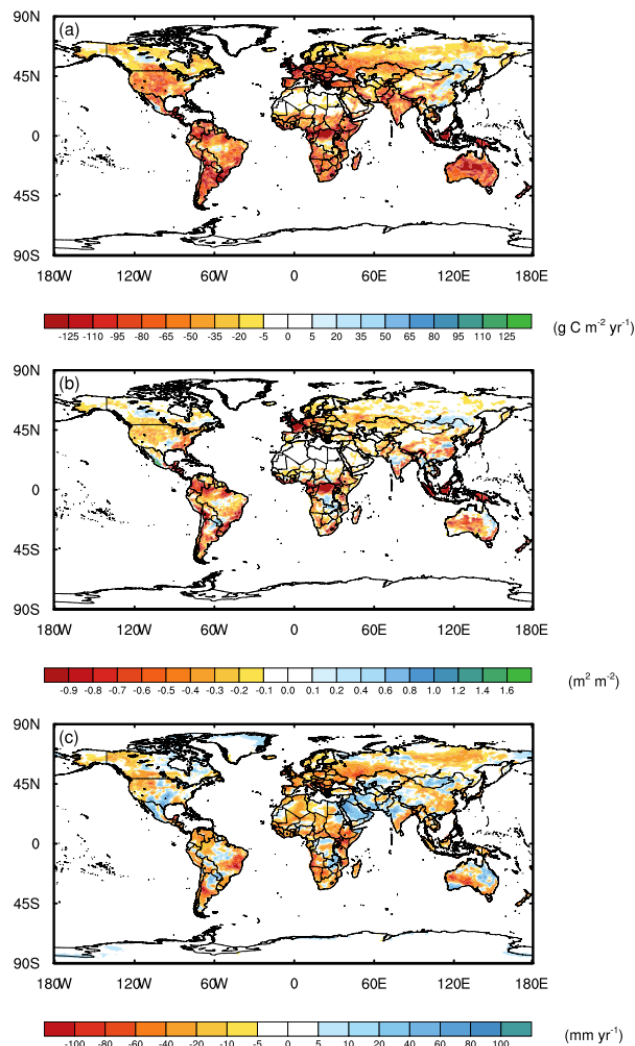 90N
(a)
45N
0
45S
90S
180W 120W 60W 0 60E 120E 180E
-125 -110 -95 -80 -65 -50 -35 -20 -5 0 5 20 35 50 65 80 95 110 125
(g C m⁻² yr⁻¹)
90N
(b)
45N
0
45S
90S
180W 120W 60W 0 60E 120E 180E
-0.9 -0.8 -0.7 -0.6 -0.5 -0.4 -0.3 -0.2 -0.1 0.0 0.1 0.2 0.6 0.8 1.0 1.2 1.4 1.6
(m² m⁻²)
90N
(c)
45N
0
45S
90S
180W 120W 60W 0 60E 120E 180E
-100 -80 -60 -40 -20 -10 -5 0 5 10 20 40 60 80 100
(mm yr⁻¹)